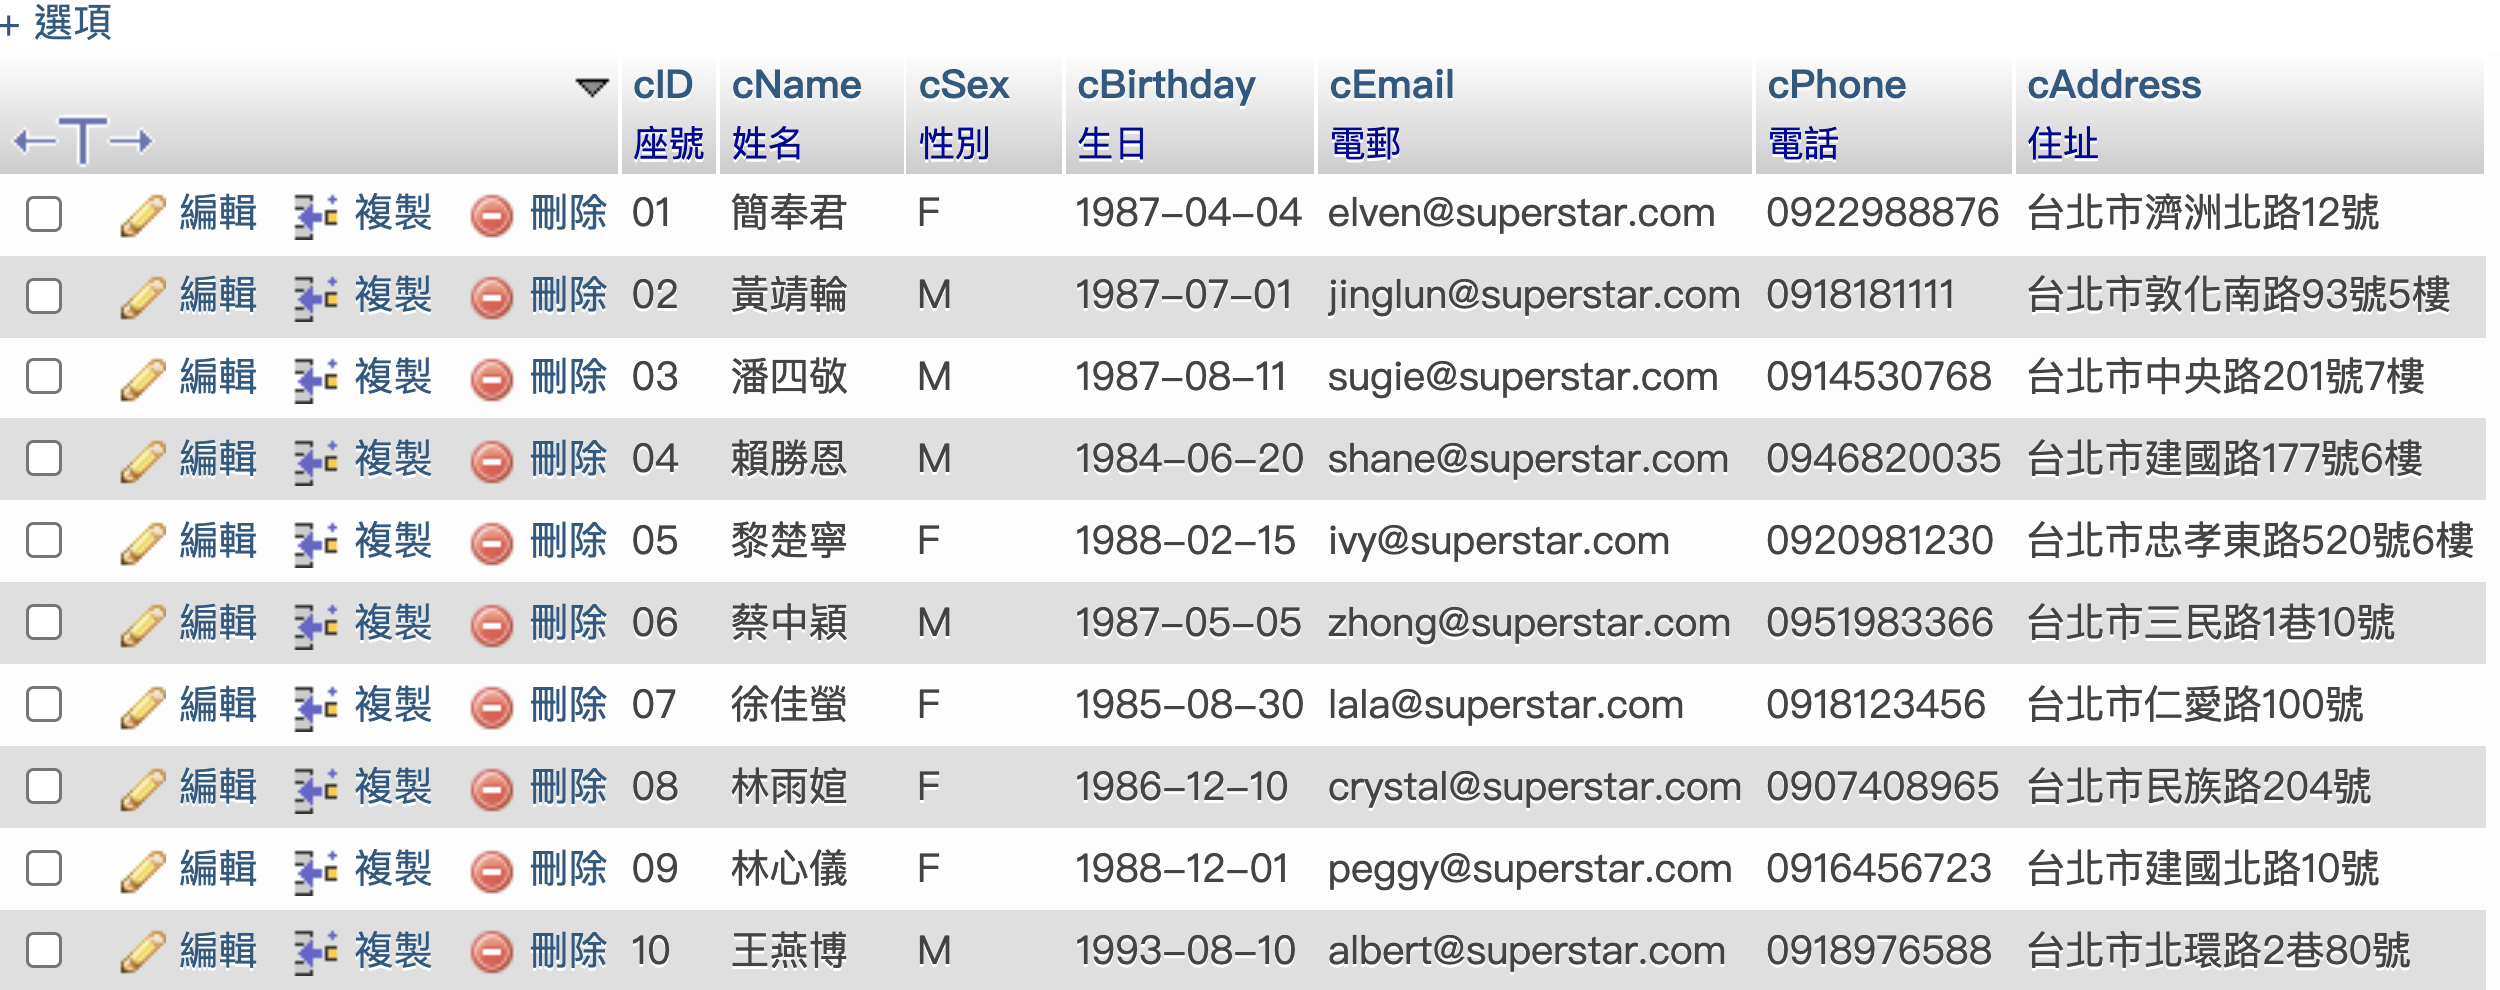 + 選項
←T→ ▼ cID cName cSex cBirthday cEmail cPhone cAddress
座號 姓名 性別 生日 電郵 電話 住址
編輯 複製 刪除 01 簡奉君 F 1987-04-04 elven@superstar.com 0922988876 台北市濟洲北路12號
編輯 複製 刪除 02 黃靖輪 M 1987-07-01 jinglun@superstar.com 0918181111 台北市敦化南路93號5樓
編輯 複製 刪除 03 潘四敬 M 1987-08-11 sugie@superstar.com 0914530768 台北市中央路201號7樓
編輯 複製 刪除 04 賴勝恩 M 1984-06-20 shane@superstar.com 0946820035 台北市建國路177號6樓
編輯 複製 刪除 05 黎楚寧 F 1988-02-15 ivy@superstar.com 0920981230 台北市忠孝東路520號6樓
編輯 複製 刪除 06 蔡中穎 M 1987-05-05 zhong@superstar.com 0951983366 台北市三民路1巷10號
編輯 複製 刪除 07 徐佳螢 F 1985-08-30 lala@superstar.com 0918123456 台北市仁愛路100號
編輯 複製 刪除 08 林雨媗 F 1986-12-10 crystal@superstar.com 0907408965 台北市民族路204號
編輯 複製 刪除 09 林心儀 F 1988-12-01 peggy@superstar.com 0916456723 台北市建國北路10號
編輯 複製 刪除 10 王燕博 M 1993-08-10 albert@superstar.com 0918976588 台北市北環路2巷80號